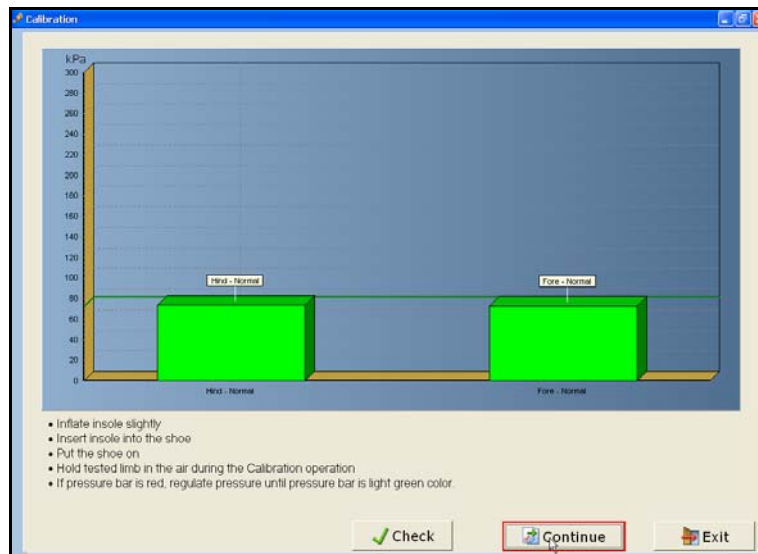 Calibration
kPa
300
280
260
240
220
200
180
160
140
120
100
80
60
40
20
0
Hind - Normal
Fore - Normal
Hind - Normal
Fore - Normal
• Inflate insole slightly
• Insert insole into the shoe
• Put the shoe on
• Hold tested limb in the air during the Calibration operation
• If pressure bar is red, regulate pressure until pressure bar is light green color.
Check
Continue
Exit